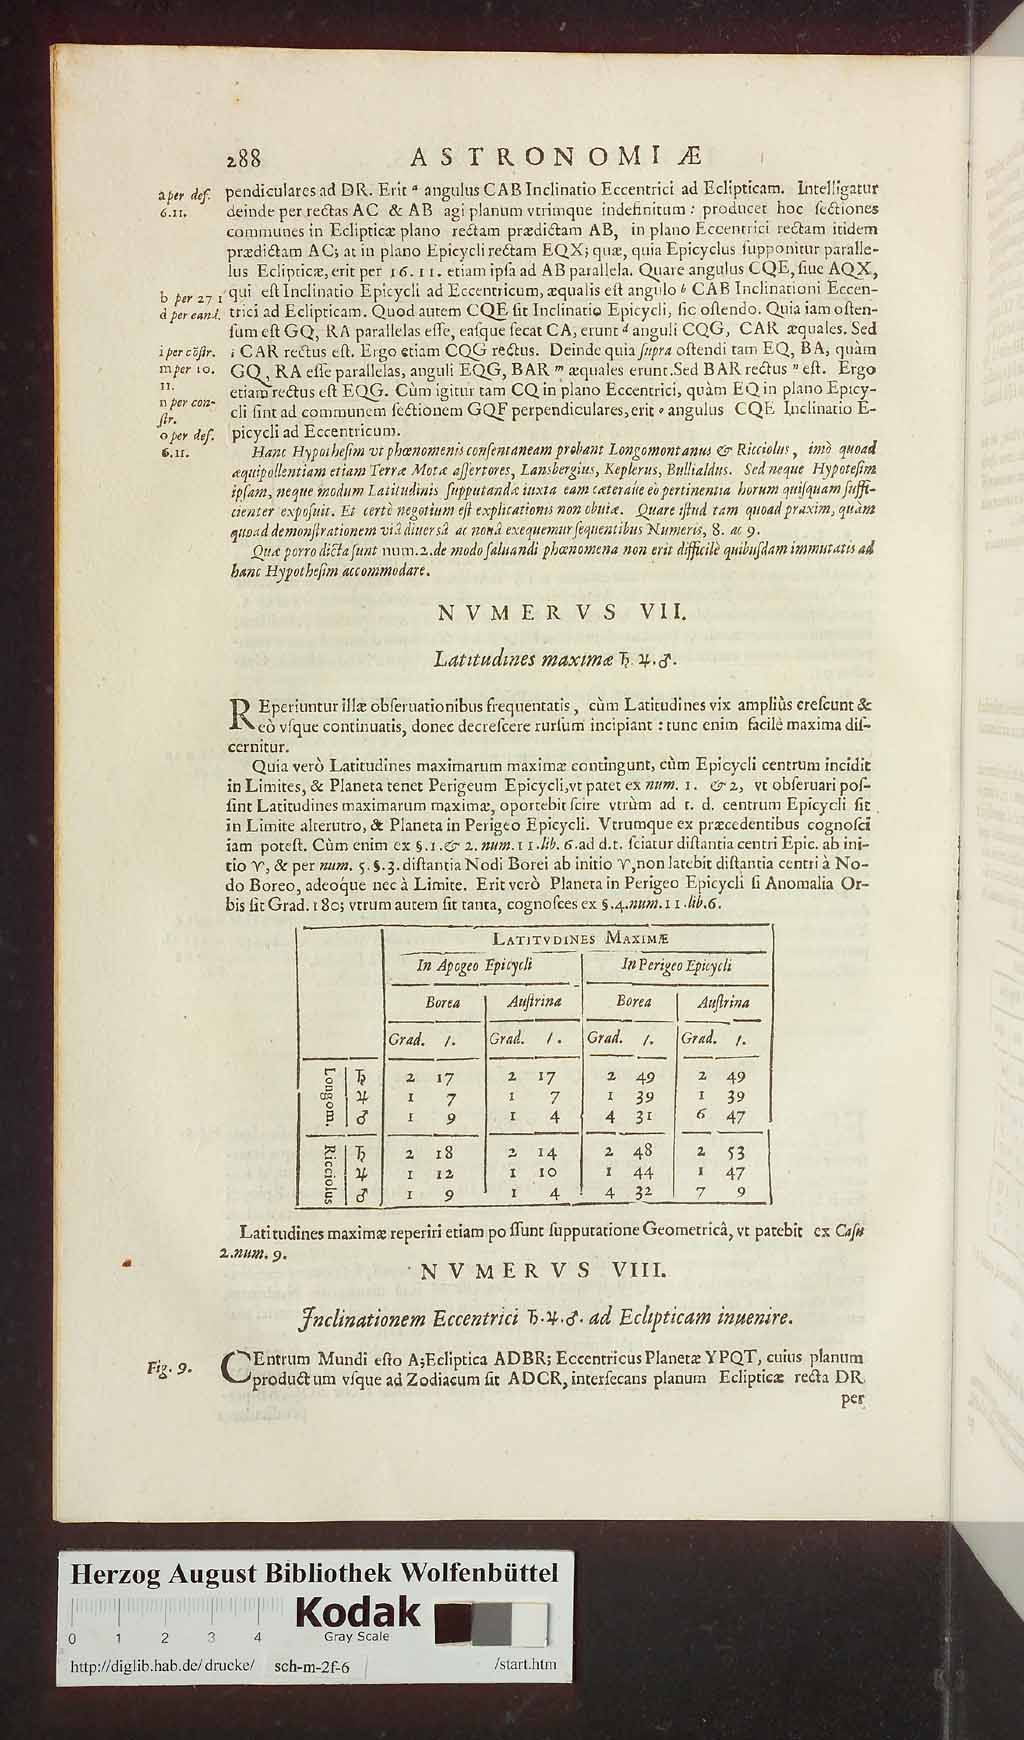 288 ASTRONOMIÆ
a per def. 6.11.
pendiculares ad DR. Erit a angulus CAB Inclinatio Eccentrici ad Eclipticam. Intelligatur
deinde per rectas AC & AB agi planum vtrimque indefinitum: producet hoc ſectiones
communes in Eclipticæ plano rectam prædictam AB, in plano Eccentrici rectam itidem
prædictam AC; at in plano Epicycli rectam EQX; quæ, quia Epicyclus ſupponitur paralle-
lus Eclipticæ, erit per 16. 11. etiam ipſa ad AB parallela. Quare angulus CQE, ſiue AQX,
b per 27 1
qui eſt Inclinatio Epicycli ad Eccentricum, æqualis eſt angulo b CAB Inclinationi Eccen-
d per eand.
trici ad Eclipticam. Quod autem CQE ſit Inclinatio Epicycli, ſic oſtendo. Quia iam oſten-
ſum eſt GQ, RA parallelas eſſe, eaſque ſecat CA, erunt d anguli CQG, CAR æquales. Sed
i per cōſtr.
i CAR rectus eſt. Ergo etiam CQG rectus. Deinde quia ſupra oſtendi tam EQ, BA, quàm
m per 10. 11.
GQ, RA eſſe parallelas, anguli EQG, BAR m æquales erunt. Sed BAR rectus n eſt. Ergo
n per con-ſtr.
etiam rectus eſt EQG. Cùm igitur tam CQ in plano Eccentrici, quàm EQ in plano Epicy-
cli ſint ad communem ſectionem GQF perpendiculares, erit o angulus CQE Inclinatio E-
o per def. 6.11.
picycli ad Eccentricum.
Hanc Hypotheſim vt phœnomenis conſentaneam probant Longomontanus & Ricciolus, imò quoad
æquipollentiam etiam Terræ Motæ aſſertores, Lansbergius, Keplerus, Bullialdus. Sed neque Hypoteſim
ipſam, neque modum Latitudinis ſupputandæ iuxta eam cæteraúe eò pertinentia horum quiſquam ſuffi-
cienter expoſuit. Et certè negotium eſt explicationis non obuiæ. Quare iſtud tam quoad praxim, quàm
quoad demonſtrationem viâ diuersâ ac nouâ exequemur ſequentibus Numeris, 8. ac 9.
Quæ porro dicta ſunt num. 2. de modo ſaluandi phœnomena non erit difficilè quibuſdam immutatis ad
hanc Hypotheſim accommodare.
NVMERVS VII.
Latitudines maximæ ♄. ♃. ♂.
REperiuntur illæ obſeruationibus frequentatis, cùm Latitudines vix ampliùs creſcunt &
eò vſque continuatis, donec decreſcere rurſum incipiant: tunc enim facilè maxima diſ-
cernitur.
Quia verò Latitudines maximarum maximæ contingunt, cùm Epicycli centrum incidit
in Limites, & Planeta tenet Perigeum Epicycli, vt patet ex num. 1. & 2, vt obſeruari poſ-
ſint Latitudines maximarum maximæ, oportebit ſcire vtrùm ad t. d. centrum Epicycli ſit
in Limite alterutro, & Planeta in Perigeo Epicycli. Vtrumque ex præcedentibus cognoſci
iam poteſt. Cùm enim ex §. 1. & 2. num. 11. lib. 6. ad d.t. ſciatur diſtantia centri Epic. ab ini-
tio ♈, & per num. 5. §. 3. diſtantia Nodi Borei ab initio ♈, non latebit diſtantia centri à No-
do Boreo, adeoque nec à Limite. Erit verò Planeta in Perigeo Epicycli ſi Anomalia Or-
bis ſit Grad. 180; vtrum autem ſit tanta, cognoſces ex §. 4. num. 11. lib. 6.
LATITVDINES MAXIMÆ
In Apogeo Epicycli In Perigeo Epicycli
Borea Auſtrina Borea Auſtrina
Grad. /. Grad. /. Grad. /. Grad. /.
Longom.
♄ 2 17 2 17 2 49 2 49
♃ 1 7 1 7 1 39 1 39
♂ 1 9 1 4 4 31 6 47
Ricciolus
♄ 2 18 2 14 2 48 2 53
♃ 1 12 1 10 1 44 1 47
♂ 1 9 1 4 4 32 7 9
Latitudines maximæ reperiri etiam poſſunt ſupputatione Geometricâ, vt patebit ex Caſu
2. num. 9.
NVMERVS VIII.
Inclinationem Eccentrici ♄. ♃. ♂. ad Eclipticam inuenire.
Fig. 9.
CEntrum Mundi eſto A; Ecliptica ADBR; Eccentricus Planetæ YPQT, cuius planum
productum vſque ad Zodiacum ſit ADCR, interſecans planum Eclipticæ recta DR
per
Herzog August Bibliothek Wolfenbüttel
Kodak
0 1 2 3 4 Gray Scale
http://diglib.hab.de/drucke/ sch-m-2f-6 /start.htm